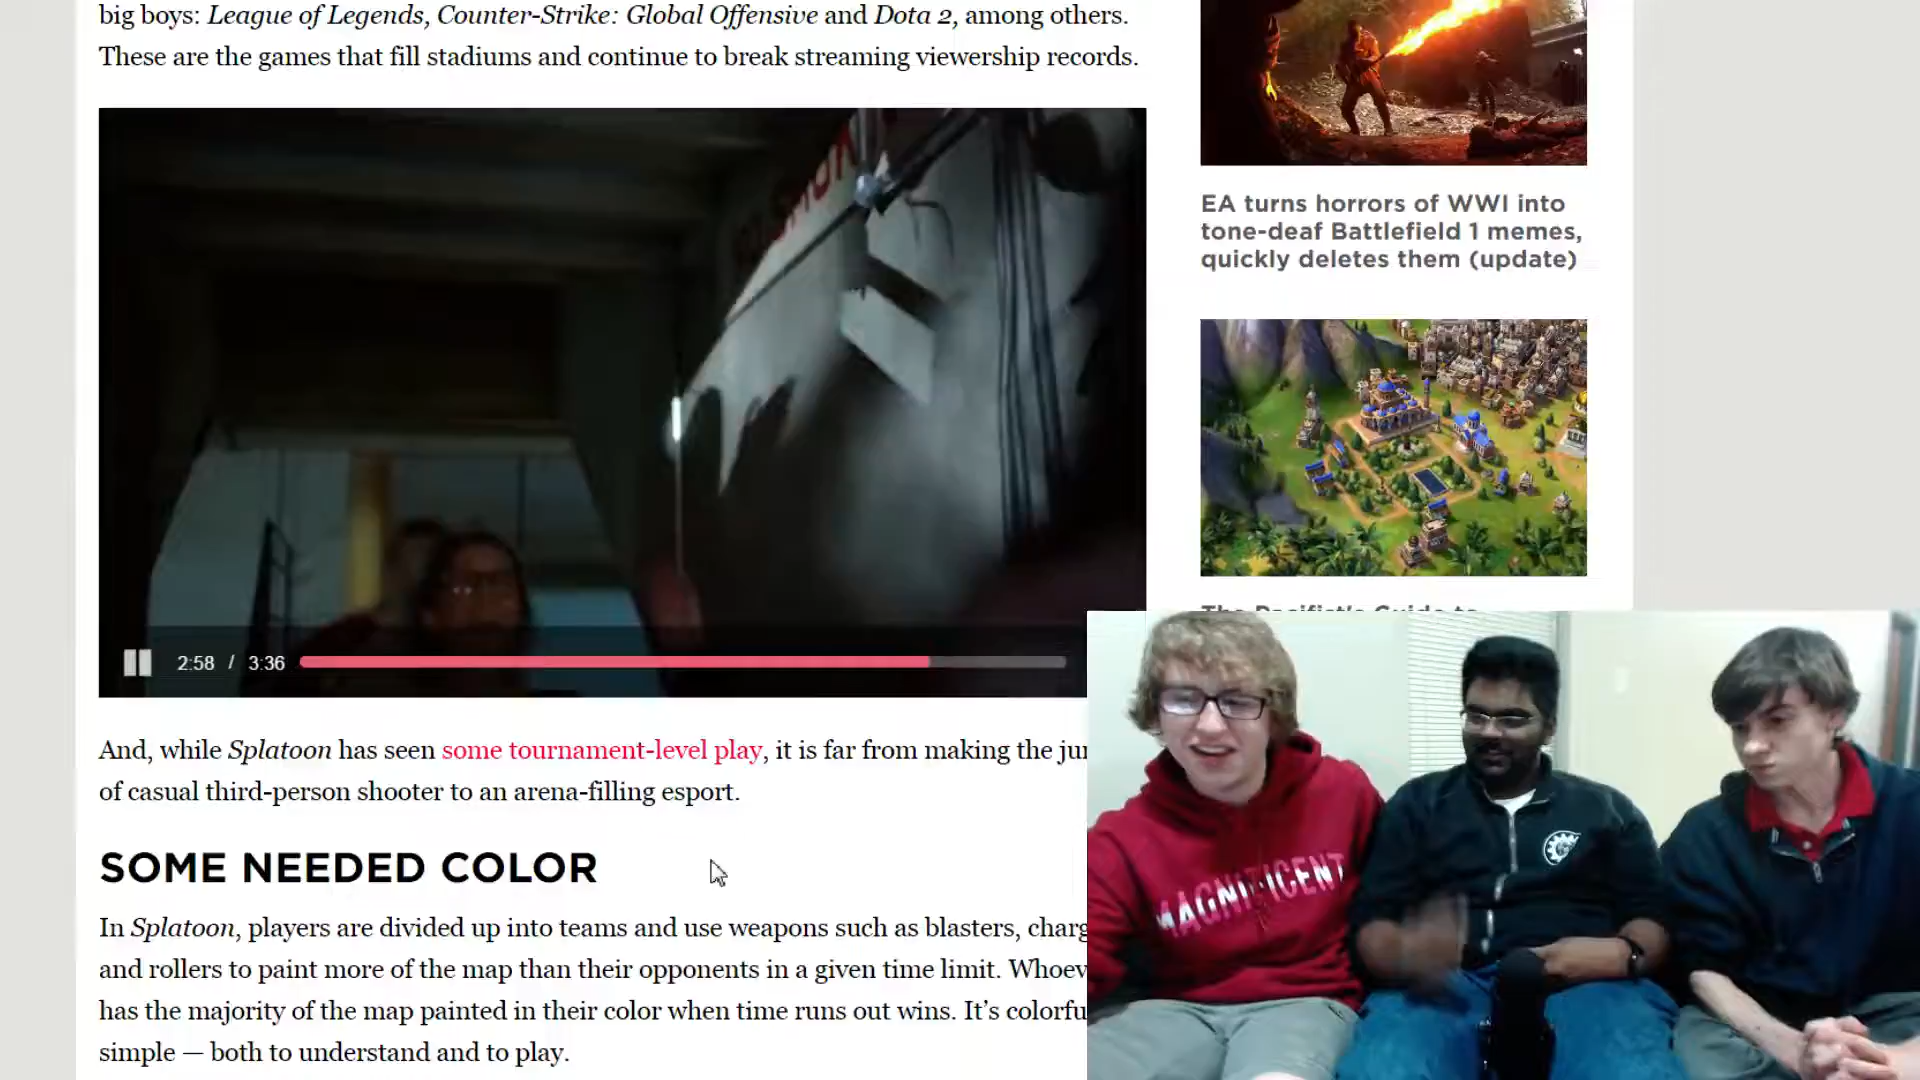 big boys: League of Legends, Counter-Strike: Global Offensive and Dota 2, among others.
These are the games that fill stadiums and continue to break streaming viewership records.
2:58 / 3:36
And, while Splatoon has seen some tournament-level play, it is far from making the
of casual third-person shooter to an arena-filling esport.
SOME NEEDED COLOR
In Splatoon, players are divided up into teams and use weapons such as blasters,
and rollers to paint more of the map than their opponents in a given time limit.
has the majority of the map painted in their color when time runs out wins. It's
simple — both to understand and to play.
EA turns horrors of WWI into
tone-deaf Battlefield 1 memes,
quickly deletes them (update)
The Pacifist's Guide to
MAGNIFICENT